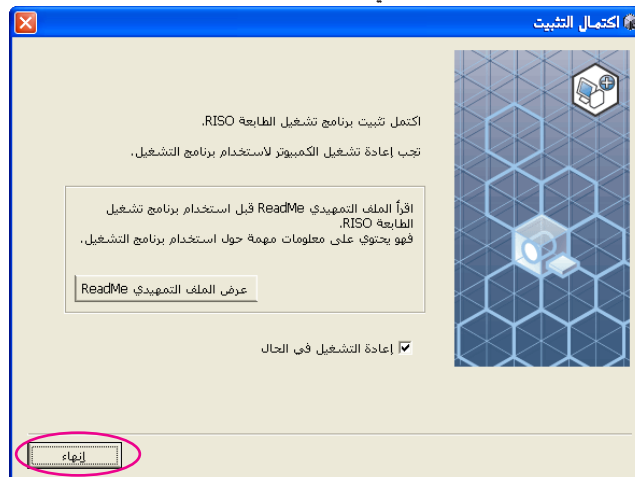 اكتمال التثبيت
اكتمل تثبيت برنامج تشغيل الطابعة RISO.
تجب إعادة تشغيل الكمبيوتر لاستخدام برنامج التشغيل.
اقرأ الملف التمهيدي ReadMe قبل استخدام برنامج تشغيل
الطابعة RISO.
فهو يحتوي على معلومات مهمة حول استخدام برنامج التشغيل.
عرض الملف التمهيدي ReadMe
إعادة التشغيل في الحال
إنهاء